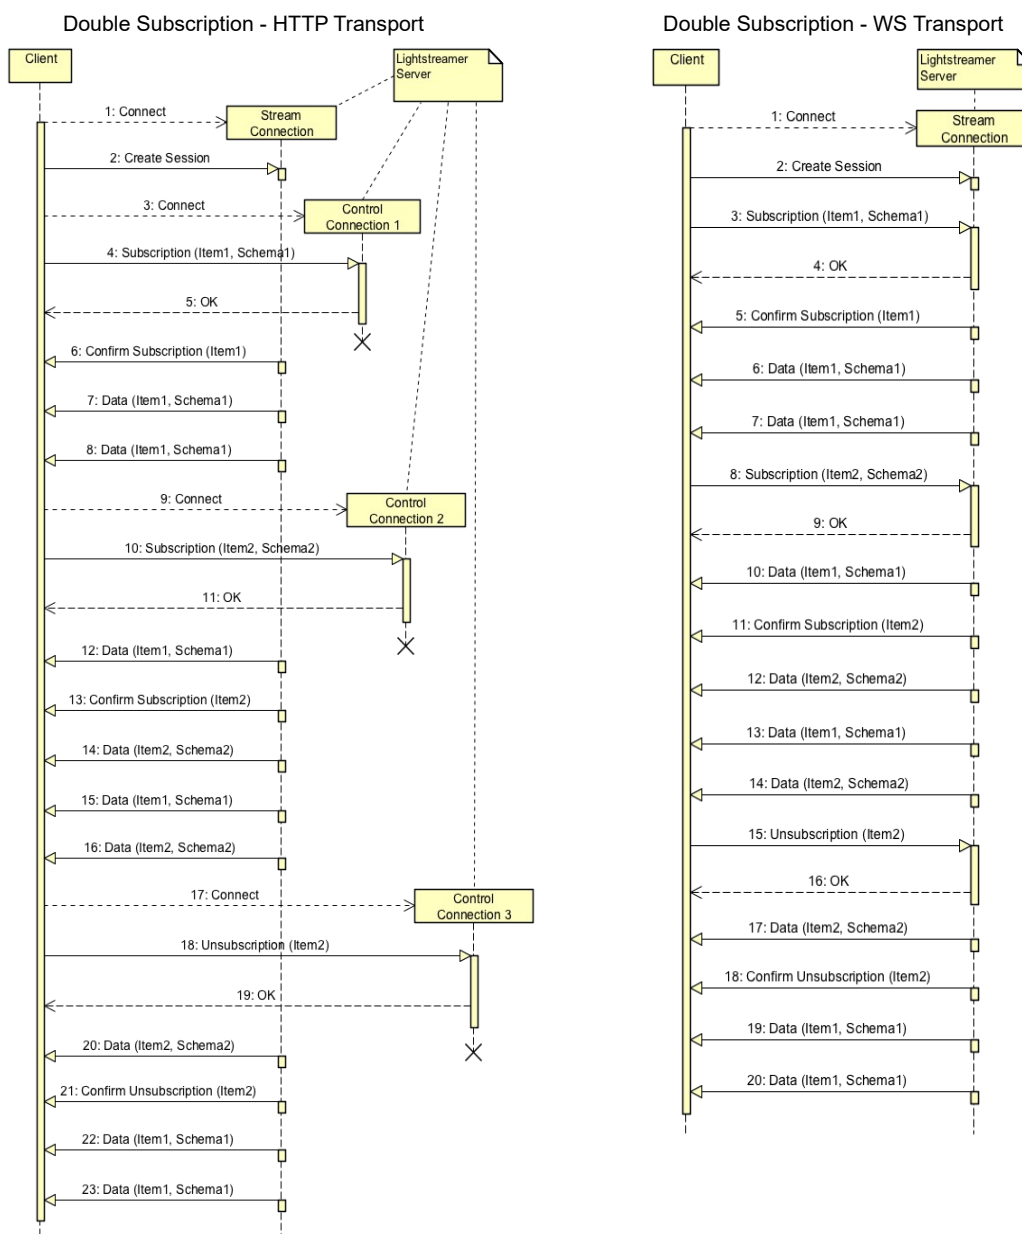 Double Subscription - HTTP Transport
Client
Lightstreamer
Server
1: Connect
Stream
Connection
2: Create Session
3: Connect
Control
Connection 1
4: Subscription (Item1, Schema1)
5: OK
6: Confirm Subscription (Item1)
7: Data (Item1, Schema1)
8: Data (Item1, Schema1)
9: Connect
Control
Connection 2
10: Subscription (Item2, Schema2)
11: OK
12: Data (Item1, Schema1)
13: Confirm Subscription (Item2)
14: Data (Item2, Schema2)
15: Data (Item1, Schema1)
16: Data (Item2, Schema2)
17: Connect
Control
Connection 3
18: Unsubscription (Item2)
19: OK
20: Data (Item2, Schema2)
21: Confirm Unsubscription (Item2)
22: Data (Item1, Schema1)
23: Data (Item1, Schema1)
Double Subscription - WS Transport
Client
Lightstreamer
Server
1: Connect
Stream
Connection
2: Create Session
3: Subscription (Item1, Schema1)
4: OK
5: Confirm Subscription (Item1)
6: Data (Item1, Schema1)
7: Data (Item1, Schema1)
8: Subscription (Item2, Schema2)
9: OK
10: Data (Item1, Schema1)
11: Confirm Subscription (Item2)
12: Data (Item2, Schema2)
13: Data (Item1, Schema1)
14: Data (Item2, Schema2)
15: Unsubscription (Item2)
16: OK
17: Data (Item2, Schema2)
18: Confirm Unsubscription (Item2)
19: Data (Item1, Schema1)
20: Data (Item1, Schema1)